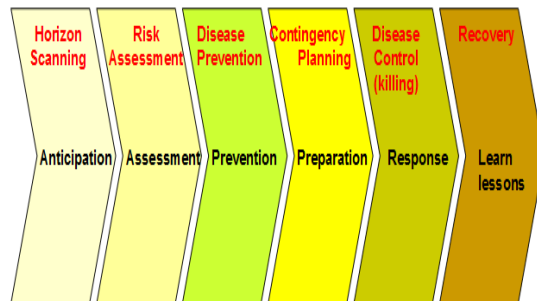 Horizon
Scanning
Risk
Assessment
Disease
Prevention
Contingency
Planning
Disease
Control
(killing)
Recovery
Anticipation
Assessment
Prevention
Preparation
Response
Learn
lessons